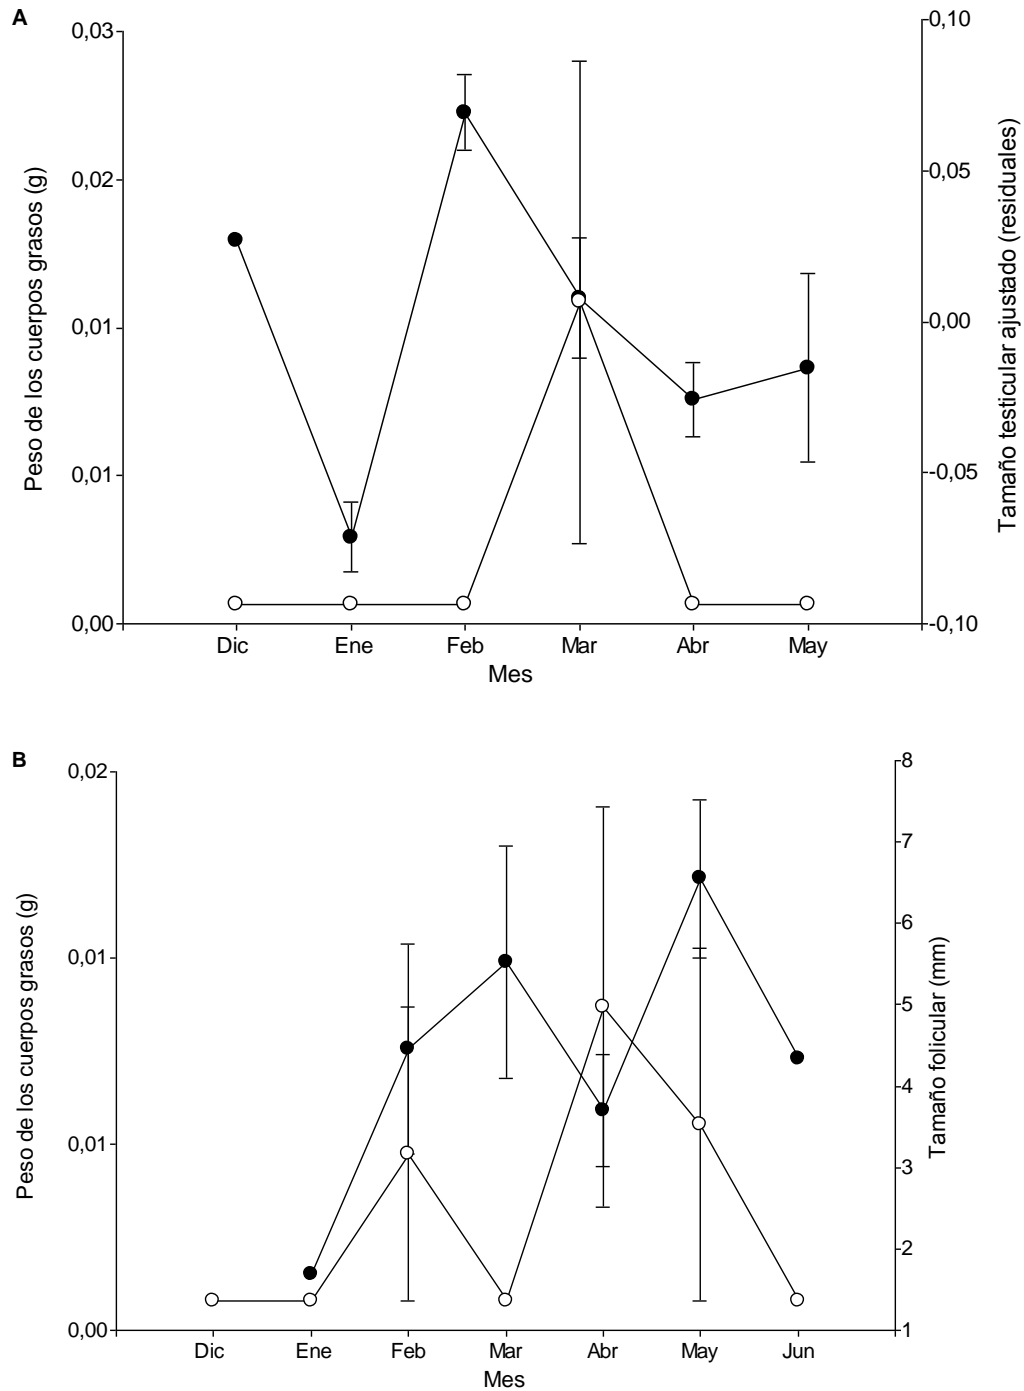 A
Peso de los cuerpos grasos (g)
0,03
0,02
0,01
0,01
0,00
0,10
0,05
0,00
-0,05
-0,10
Tamaño testicular ajustado (residuales)
Dic Ene Feb Mar Abr May
Mes
B
Peso de los cuerpos grasos (g)
0,02
0,01
0,01
0,00
8
7
6
5
4
3
2
1
Tamaño folicular (mm)
Dic Ene Feb Mar Abr May Jun
Mes